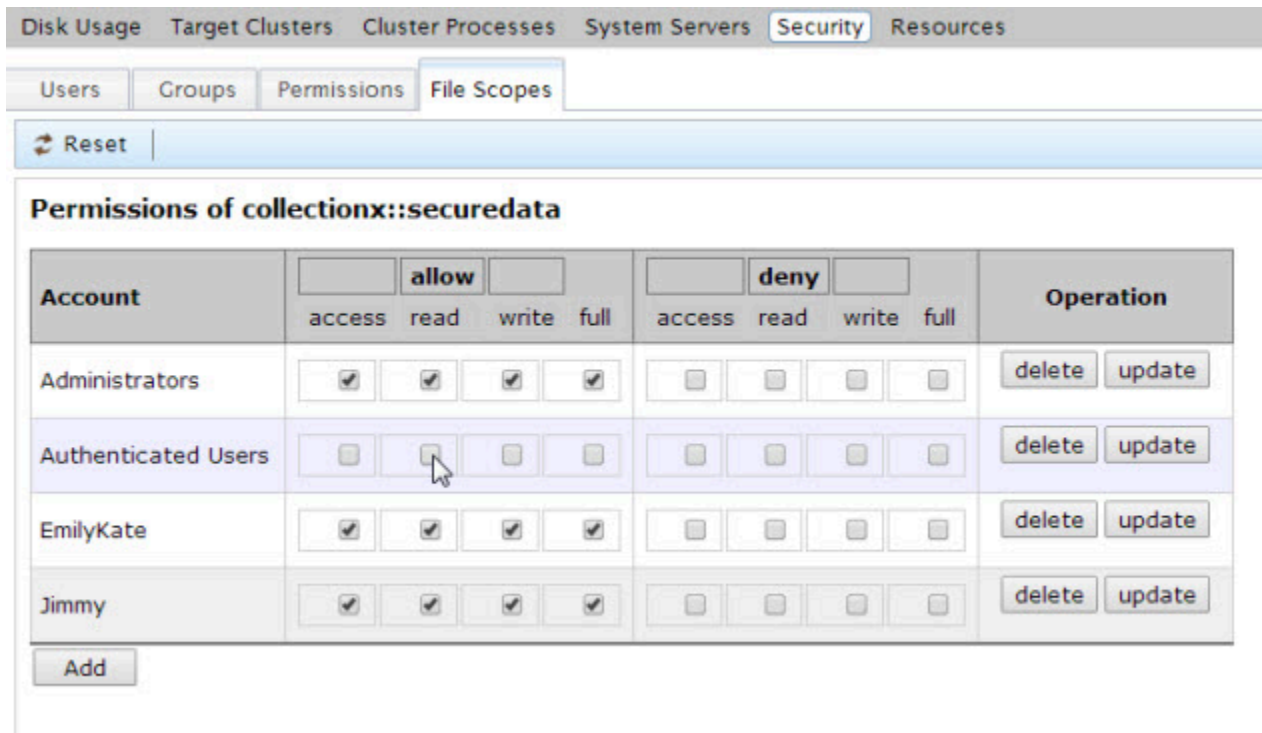 Disk Usage Target Clusters Cluster Processes System Servers Security Resources
Users Groups Permissions File Scopes
Reset
Permissions of collectionx::securedata
Account allow deny Operation
access read write full access read write full
Administrators delete update
Authenticated Users delete update
EmilyKate delete update
Jimmy delete update
Add